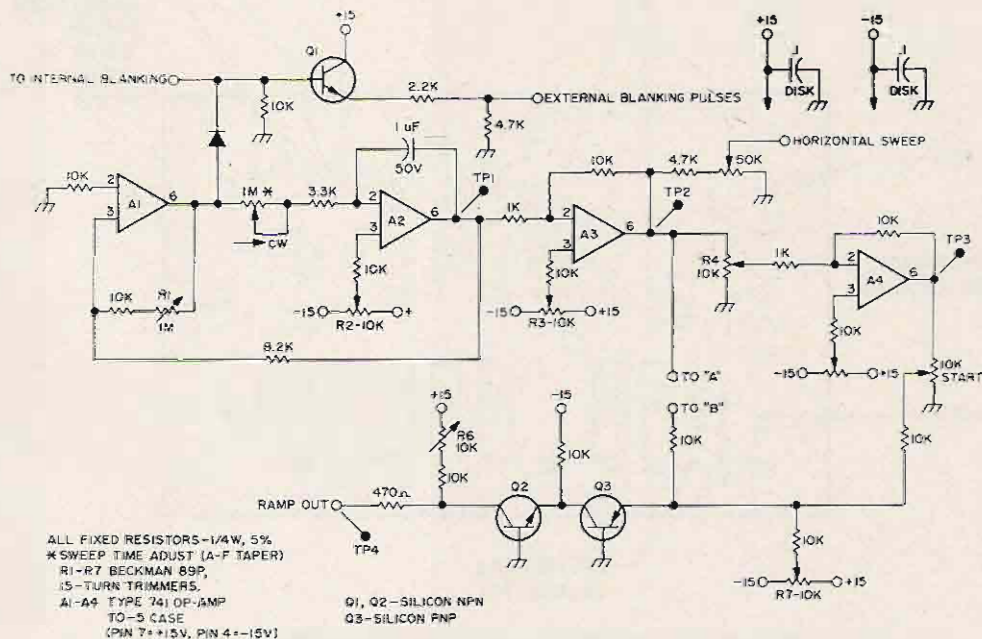 +15
-15
+15
Q1
TO INTERNAL BLANKING
.1
DISK
.1
DISK
2.2K
EXTERNAL BLANKING PULSES
10K
4.7K
1 uF
50V
HORIZONTAL SWEEP
10K
4.7K
50K
10K
2
A1
6
3
1M *
3.3K
CW
2
A2
6
3
TP1
1K
2
A3
6
3
TP2
10K
R4
10K
1K
2
A4
6
3
TP3
10K
10K
10K
R1
1M
-15
+
R2-10K
-15
+15
R3-10K
10K
-15
+15
10K
START
8.2K
TO "A"
TO "B"
+15
-15
R6
10K
10K
10K
10K
10K
RAMP OUT
470Ω
Q2
Q3
TP4
10K
-15
+15
R7-10K
ALL FIXED RESISTORS-1/4W, 5%
* SWEEP TIME ADUST (A-F TAPER)
R1-R7 BECKMAN 89P,
15-TURN TRIMMERS.
A1-A4 TYPE 741 OP-AMP
TO-5 CASE
(PIN 7=+15V, PIN 4=-15V)
Q1, Q2-SILICON NPN
Q3-SILICON PNP